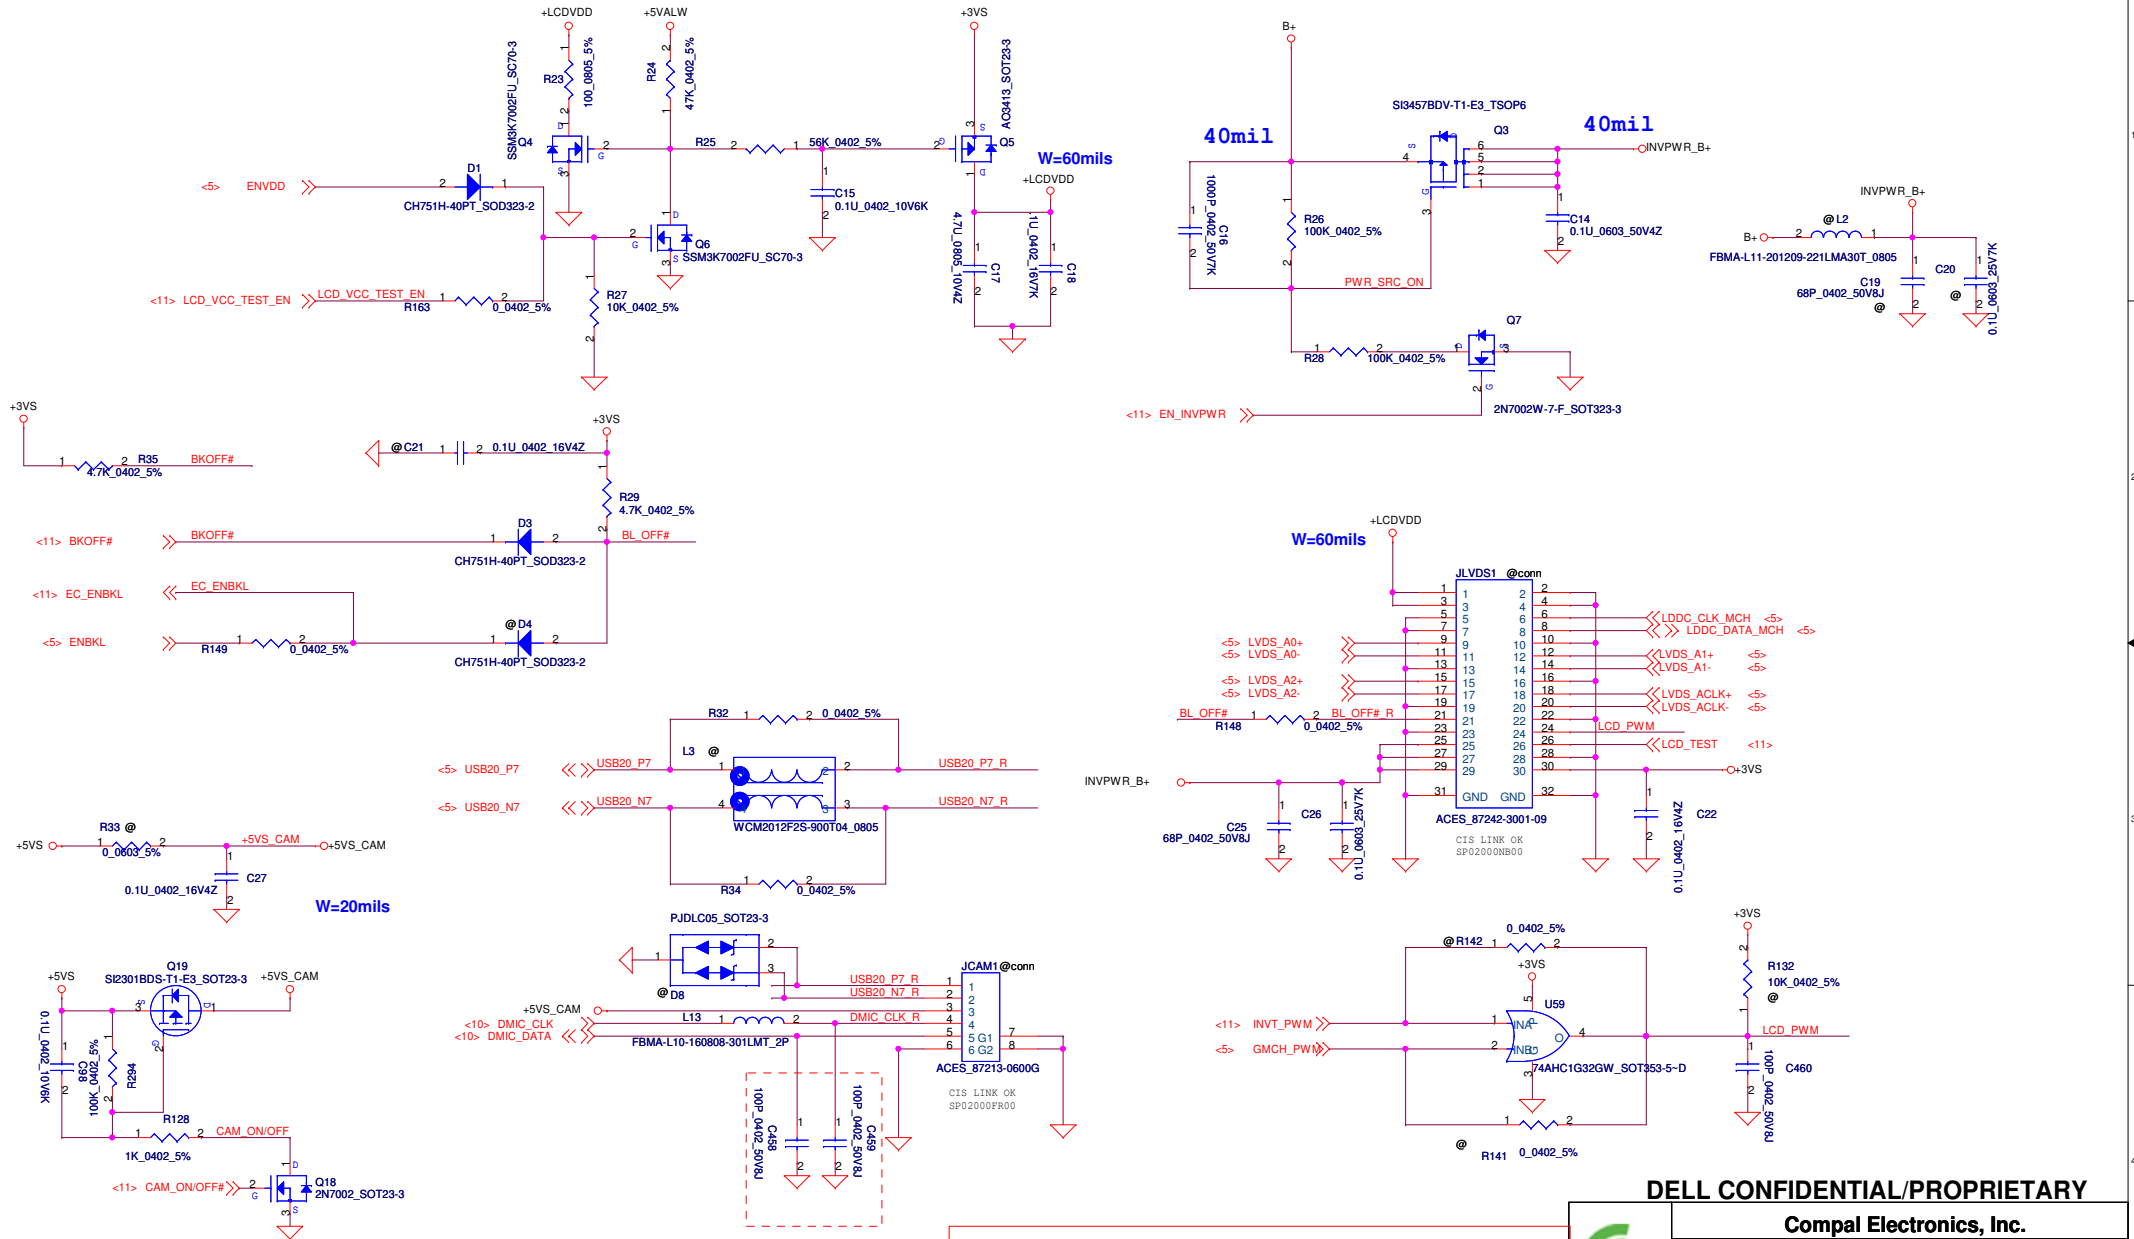 +LCDVDD
R23
100_0805_5%
SSM3K7002FU_SC70-3
Q4
+5VALW
R24
47K_0402_5%
R25
56K_0402_5%
+3VS
AO3413_SOT23-3
Q5
W=60mils
+LCDVDD
C15
0.1U_0402_10V6K
<5> ENVDD
D1
CH751H-40PT_SOD323-2
Q6
SSM3K7002FU_SC70-3
<11> LCD_VCC_TEST_EN
LCD_VCC_TEST_EN
R163
0_0402_5%
R27
10K_0402_5%
4.7U_0805_10V4Z
C17
.1U_0402_16V7K
C18
B+
40mil
SI3457BDV-T1-E3_TSOP6
Q3
40mil
INVPWR_B+
1000P_0402_50V7K
C16
R26
100K_0402_5%
C14
0.1U_0603_50V4Z
PWR_SRC_ON
R28
100K_0402_5%
Q7
2N7002W-7-F_SOT323-3
<11> EN_INVPWR
INVPWR_B+
@ L2
B+
FBMA-L11-201209-221LMA30T_0805
C19
68P_0402_50V8J
@
C20
@
0.1U_0603_25V7K
+3VS
R35
4.7K_0402_5%
BKOFF#
@ C21
0.1U_0402_16V4Z
+3VS
R29
4.7K_0402_5%
<11> BKOFF#
BKOFF#
D3
CH751H-40PT_SOD323-2
BL_OFF#
<11> EC_ENBKL
EC_ENBKL
<5> ENBKL
R149
0_0402_5%
@ D4
CH751H-40PT_SOD323-2
+LCDVDD
W=60mils
JLVDS1 @conn
<5> LVDS_A0+
<5> LVDS_A0-
<5> LVDS_A2+
<5> LVDS_A2-
BL_OFF#
R148
0_0402_5%
BL_OFF#_R
LDDC_CLK_MCH <5>
LDDC_DATA_MCH <5>
LVDS_A1+ <5>
LVDS_A1- <5>
LVDS_ACLK+ <5>
LVDS_ACLK- <5>
LCD_PWM
LCD_TEST <11>
+3VS
31 GND GND 32
ACES_87242-3001-09
CIS LINK OK
SP02000NB00
INVPWR_B+
C25
68P_0402_50V8J
C26
0.1U_0603_25V7K
C22
0.1U_0402_16V4Z
R32
0_0402_5%
L3 @
<5> USB20_P7
USB20_P7
USB20_P7_R
<5> USB20_N7
USB20_N7
USB20_N7_R
WCM2012F2S-900T04_0805
R34
0_0402_5%
R33 @
+5VS
0_0603_5%
+5VS_CAM
+5VS_CAM
C27
0.1U_0402_16V4Z
W=20mils
Q19
SI2301BDS-T1-E3_SOT23-3
+5VS
+5VS_CAM
0.1U_0402_10V6K
C98
100K_0402_5%
R294
R128
1K_0402_5%
CAM_ON/OFF
<11> CAM_ON/OFF#
Q18
2N7002_SOT23-3
PJDLC05_SOT23-3
@ D8
JCAM1 @conn
USB20_P7_R
USB20_N7_R
+5VS_CAM
<10> DMIC_CLK
L13
DMIC_CLK_R
<10> DMIC_DATA
FBMA-L10-160808-301LMT_2P
5 G1
6 G2
ACES_87213-0600G
CIS LINK OK
SP02000FR00
100P_0402_50V8J
C458
100P_0402_50V8J
C459
@ R142
0_0402_5%
+3VS
U59
<11> INVT_PWM
<5> GMCH_PWM
INA
INB
P
G
O
74AHC1G32GW_SOT353-5~D
@
R141
0_0402_5%
+3VS
R132
10K_0402_5%
@
LCD_PWM
C460
100P_0402_50V8J
DELL CONFIDENTIAL/PROPRIETARY
Compal Electronics, Inc.